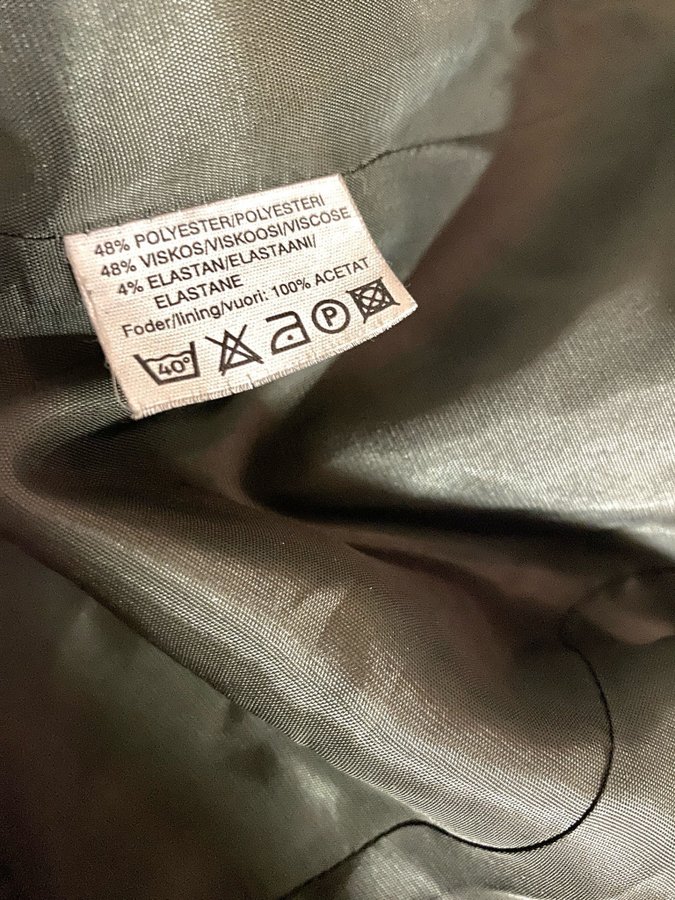 48% POLYESTER/POLYESTERI
48% VISKOS/VISKOOSI/VISCOSE
4% ELASTAN/ELASTAANI/
ELASTANE
Foder/lining/vuori: 100% ACETAT
40° P